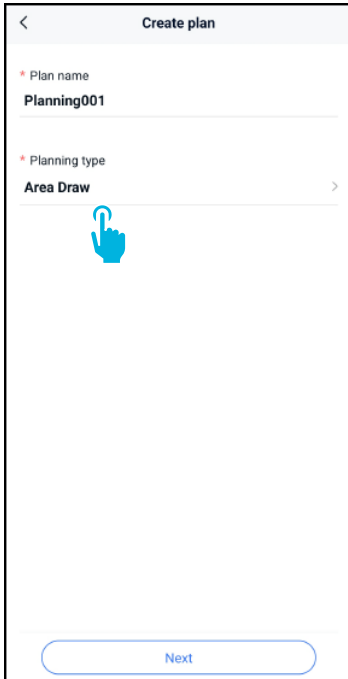 Create plan
* Plan name
Planning001
* Planning type
Area Draw
Next